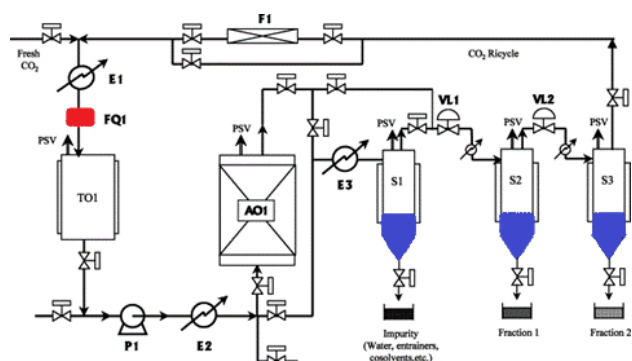 F1
Fresh
CO2
CO2 Ricycle
E1
FQ1
VL1
VL2
PSV
PSV
PSV
PSV
PSV
TO1
AO1
E3
S1
S2
S3
P1
E2
Impurity
(Water, entrainers,
cosolvents,etc.)
Fraction 1
Fraction 2